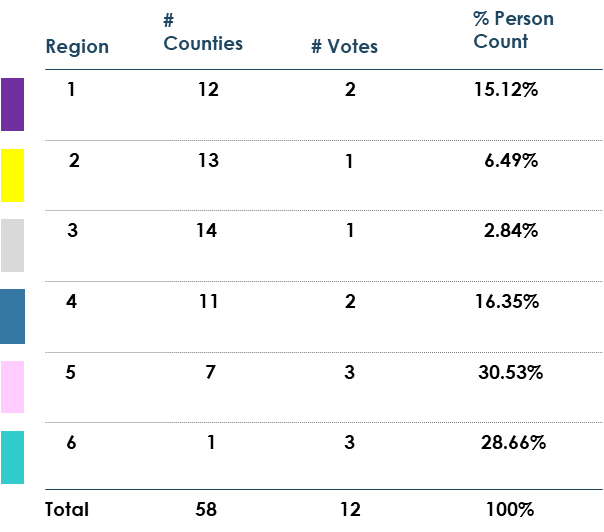 Region # Counties # Votes % Person Count
1 12 2 15.12%
2 13 1 6.49%
3 14 1 2.84%
4 11 2 16.35%
5 7 3 30.53%
6 1 3 28.66%
Total 58 12 100%